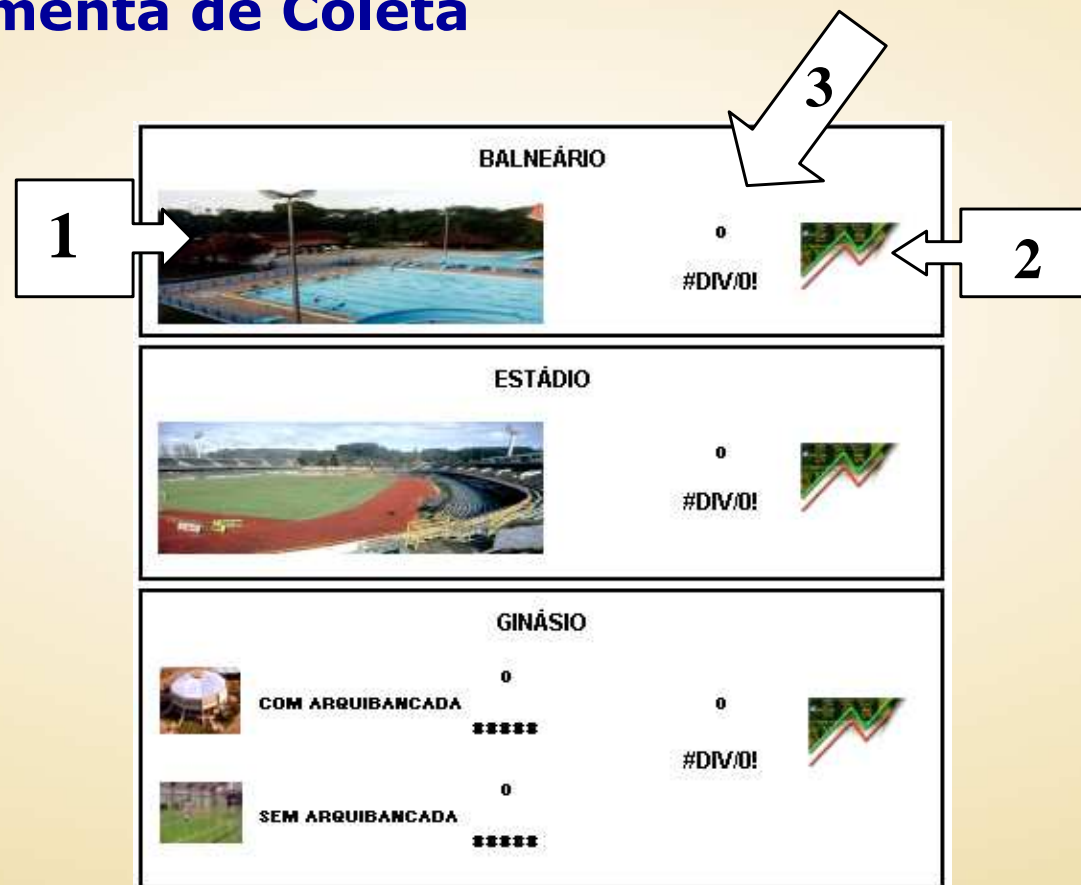 menta de Coleta
3
BALNEÁRIO
1
0
2
#DIV/0!
ESTÁDIO
0
#DIV/0!
GINÁSIO
0
COM ARQUIBANCADA
0
#####
#DIV/0!
0
SEM ARQUIBANCADA
#####